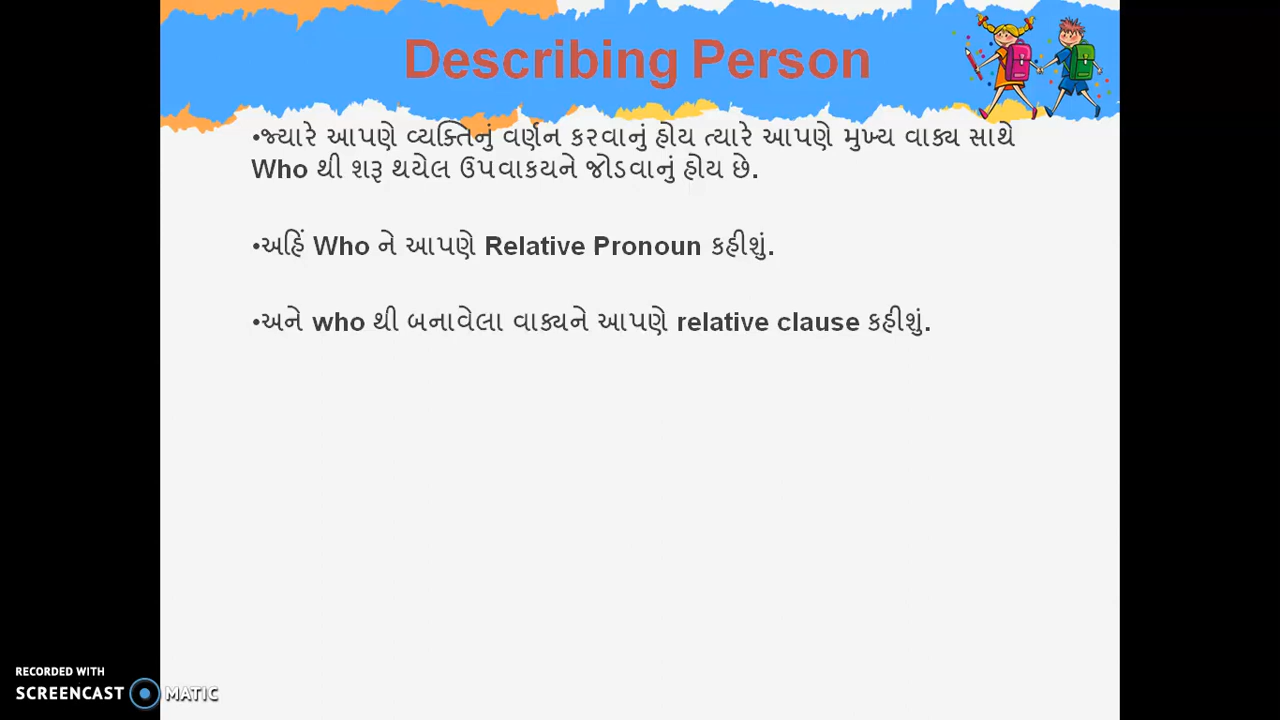 Describing Person
•જ્યારે આપણે વ્યક્તિનું વર્ણન કરવાનું હોય ત્યારે આપણે મુખ્ય વાક્ય સાથે
Who થી શરૂ થયેલ ઉપવાકયને જોડવાનું હોય છે.
•અહિં Who ને આપણે Relative Pronoun કહીશું.
•અને who થી બનાવેલા વાક્યને આપણે relative clause કહીશું.
RECORDED WITH
SCREENCAST MATIC